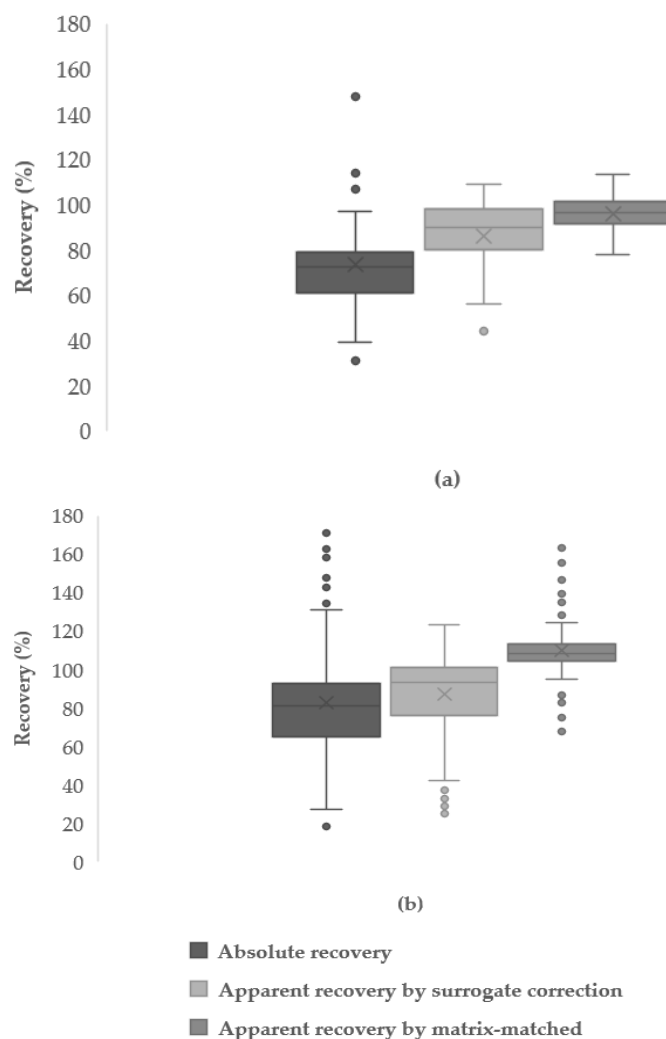 180
160
140
120
100
80
60
40
20
0
Recovery (%)
(a)
180
160
140
120
100
80
60
40
20
0
Recovery (%)
(b)
Absolute recovery
Apparent recovery by surrogate correction
Apparent recovery by matrix-matched